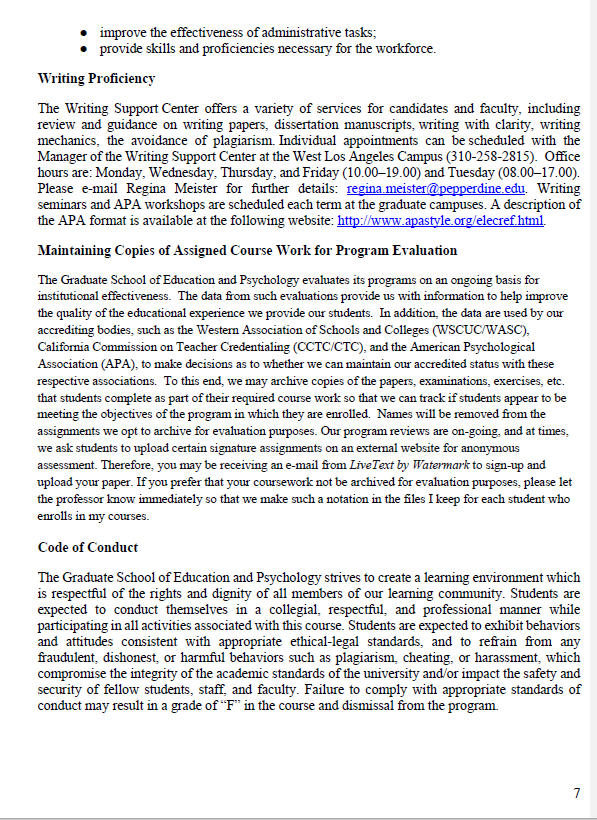 ● improve the effectiveness of administrative tasks;
● provide skills and proficiencies necessary for the workforce.
Writing Proficiency
The Writing Support Center offers a variety of services for candidates and faculty, including
review and guidance on writing papers, dissertation manuscripts, writing with clarity, writing
mechanics, the avoidance of plagiarism. Individual appointments can be scheduled with the
Manager of the Writing Support Center at the West Los Angeles Campus (310-258-2815). Office
hours are: Monday, Wednesday, Thursday, and Friday (10.00–19.00) and Tuesday (08.00–17.00).
Please e-mail Regina Meister for further details: regina.meister@pepperdine.edu. Writing
seminars and APA workshops are scheduled each term at the graduate campuses. A description of
the APA format is available at the following website: http://www.apastyle.org/elecref.html.
Maintaining Copies of Assigned Course Work for Program Evaluation
The Graduate School of Education and Psychology evaluates its programs on an ongoing basis for
institutional effectiveness. The data from such evaluations provide us with information to help improve
the quality of the educational experience we provide our students. In addition, the data are used by our
accrediting bodies, such as the Western Association of Schools and Colleges (WSCUC/WASC),
California Commission on Teacher Credentialing (CCTC/CTC), and the American Psychological
Association (APA), to make decisions as to whether we can maintain our accredited status with these
respective associations. To this end, we may archive copies of the papers, examinations, exercises, etc.
that students complete as part of their required course work so that we can track if students appear to be
meeting the objectives of the program in which they are enrolled. Names will be removed from the
assignments we opt to archive for evaluation purposes. Our program reviews are on-going, and at times,
we ask students to upload certain signature assignments on an external website for anonymous
assessment. Therefore, you may be receiving an e-mail from LiveText by Watermark to sign-up and
upload your paper. If you prefer that your coursework not be archived for evaluation purposes, please let
the professor know immediately so that we make such a notation in the files I keep for each student who
enrolls in my courses.
Code of Conduct
The Graduate School of Education and Psychology strives to create a learning environment which
is respectful of the rights and dignity of all members of our learning community. Students are
expected to conduct themselves in a collegial, respectful, and professional manner while
participating in all activities associated with this course. Students are expected to exhibit behaviors
and attitudes consistent with appropriate ethical-legal standards, and to refrain from any
fraudulent, dishonest, or harmful behaviors such as plagiarism, cheating, or harassment, which
compromise the integrity of the academic standards of the university and/or impact the safety and
security of fellow students, staff, and faculty. Failure to comply with appropriate standards of
conduct may result in a grade of “F” in the course and dismissal from the program.
7